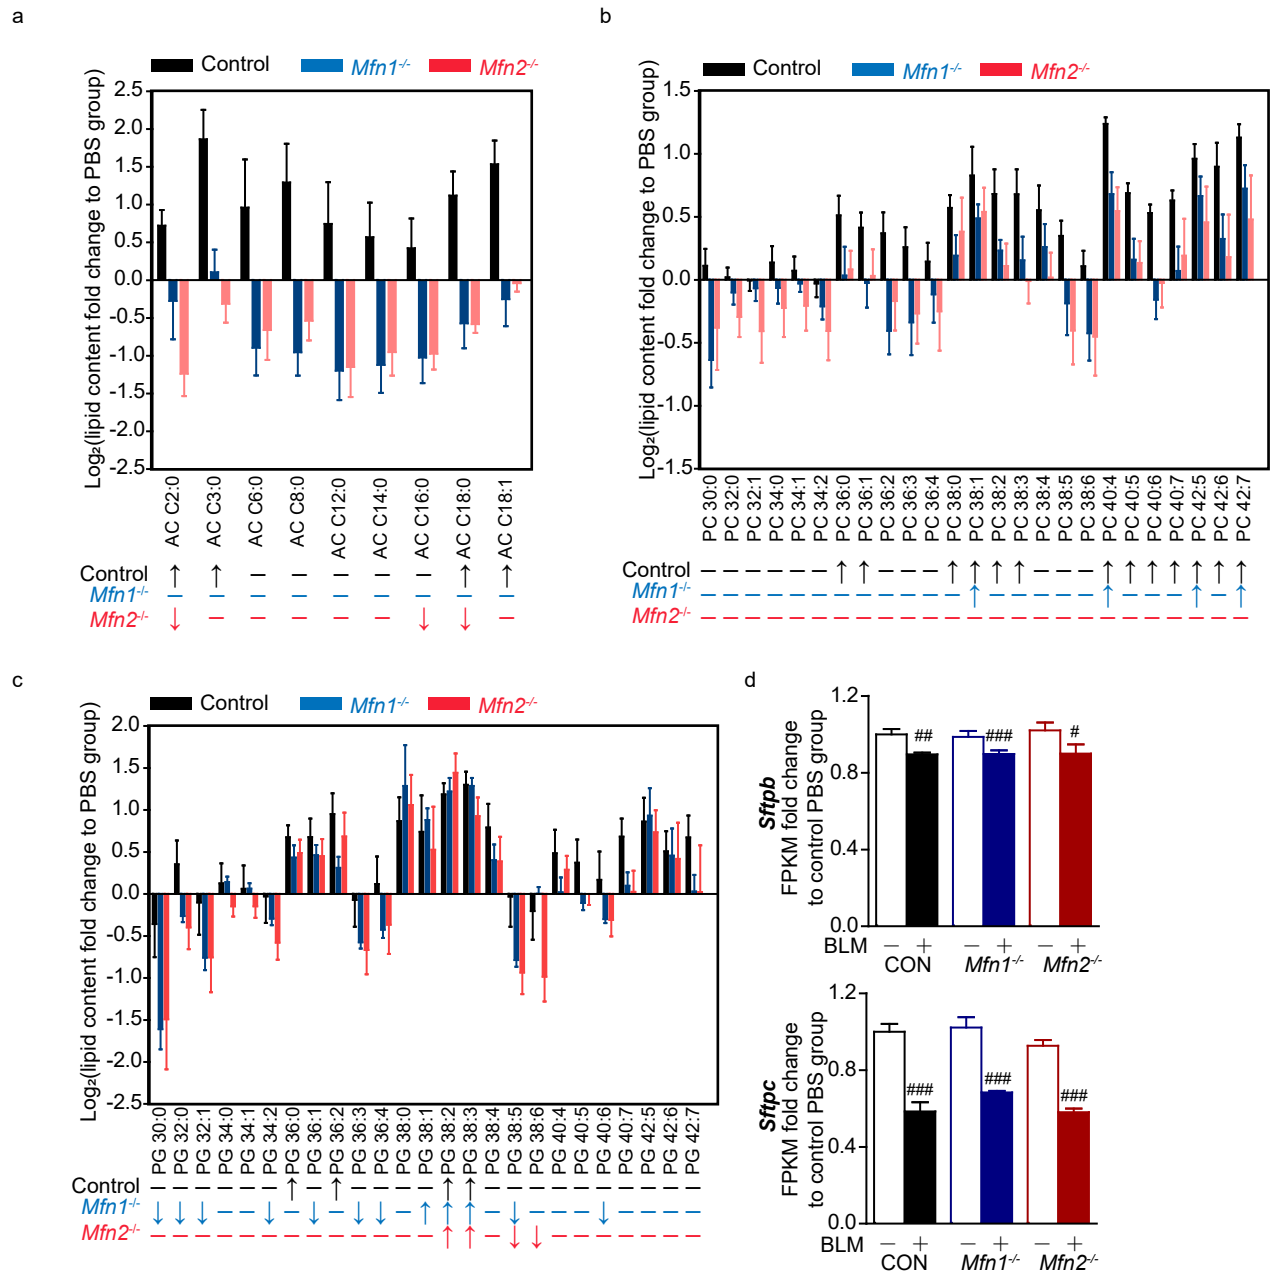 a
Control Mfn1-/- Mfn2-/-
Log₂(lipid content fold change to PBS group)
2.5
2.0
1.5
1.0
0.5
0.0
-0.5
-1.0
-1.5
-2.0
-2.5
AC C2:0
AC C3:0
AC C6:0
AC C8:0
AC C12:0
AC C14:0
AC C16:0
AC C18:0
AC C18:1
Control ↑ ↑ – – – – – ↑ ↑
Mfn1-/- – – – – – – – – –
Mfn2-/- ↓ – – – – – ↓ ↓ –
b
Control Mfn1-/- Mfn2-/-
Log₂(lipid content fold change to PBS group)
1.5
1.0
0.5
0.0
-0.5
-1.0
-1.5
PC 30:0
PC 32:0
PC 32:1
PC 34:0
PC 34:1
PC 34:2
PC 36:0
PC 36:1
PC 36:2
PC 36:3
PC 36:4
PC 38:0
PC 38:1
PC 38:2
PC 38:3
PC 38:4
PC 38:5
PC 38:6
PC 40:4
PC 40:5
PC 40:6
PC 40:7
PC 42:5
PC 42:6
PC 42:7
Control – – – – – – ↑ ↑ – – – ↑ ↑ ↑ ↑ – – – ↑ ↑ ↑ ↑ ↑ ↑ ↑
Mfn1-/- – – – – – – – – – – – – ↑ – – – – – ↑ – – – ↑ – ↑
Mfn2-/- – – – – – – – – – – – – – – – – – – – – – – – – –
c
Control Mfn1-/- Mfn2-/-
Log₂(lipid content fold change to PBS group)
2.0
1.5
1.0
0.5
0.0
-0.5
-1.0
-1.5
-2.0
-2.5
PG 30:0
PG 32:0
PG 32:1
PG 34:0
PG 34:1
PG 34:2
PG 36:0
PG 36:1
PG 36:2
PG 36:3
PG 36:4
PG 38:0
PG 38:1
PG 38:2
PG 38:3
PG 38:4
PG 38:5
PG 38:6
PG 40:4
PG 40:5
PG 40:6
PG 40:7
PG 42:5
PG 42:6
PG 42:7
Control – – – – – – ↑ – ↑ – – – – ↑ ↑ – – – – – – – – – –
Mfn1-/- ↓ ↓ ↓ – – ↓ – ↓ – ↓ ↓ – ↑ ↑ ↑ – ↓ – – – ↓ – – – –
Mfn2-/- – – – – – – – – – – – – – ↑ ↑ – ↓ ↓ – – – – – – –
d
Sftpb
FPKM fold change
to control PBS group
1.2
0.8
0.4
0.0
## ### #
BLM – + – + – +
CON Mfn1-/- Mfn2-/-
Sftpc
FPKM fold change
to control PBS group
1.2
0.8
0.4
0.0
### ### ###
BLM – + – + – +
CON Mfn1-/- Mfn2-/-